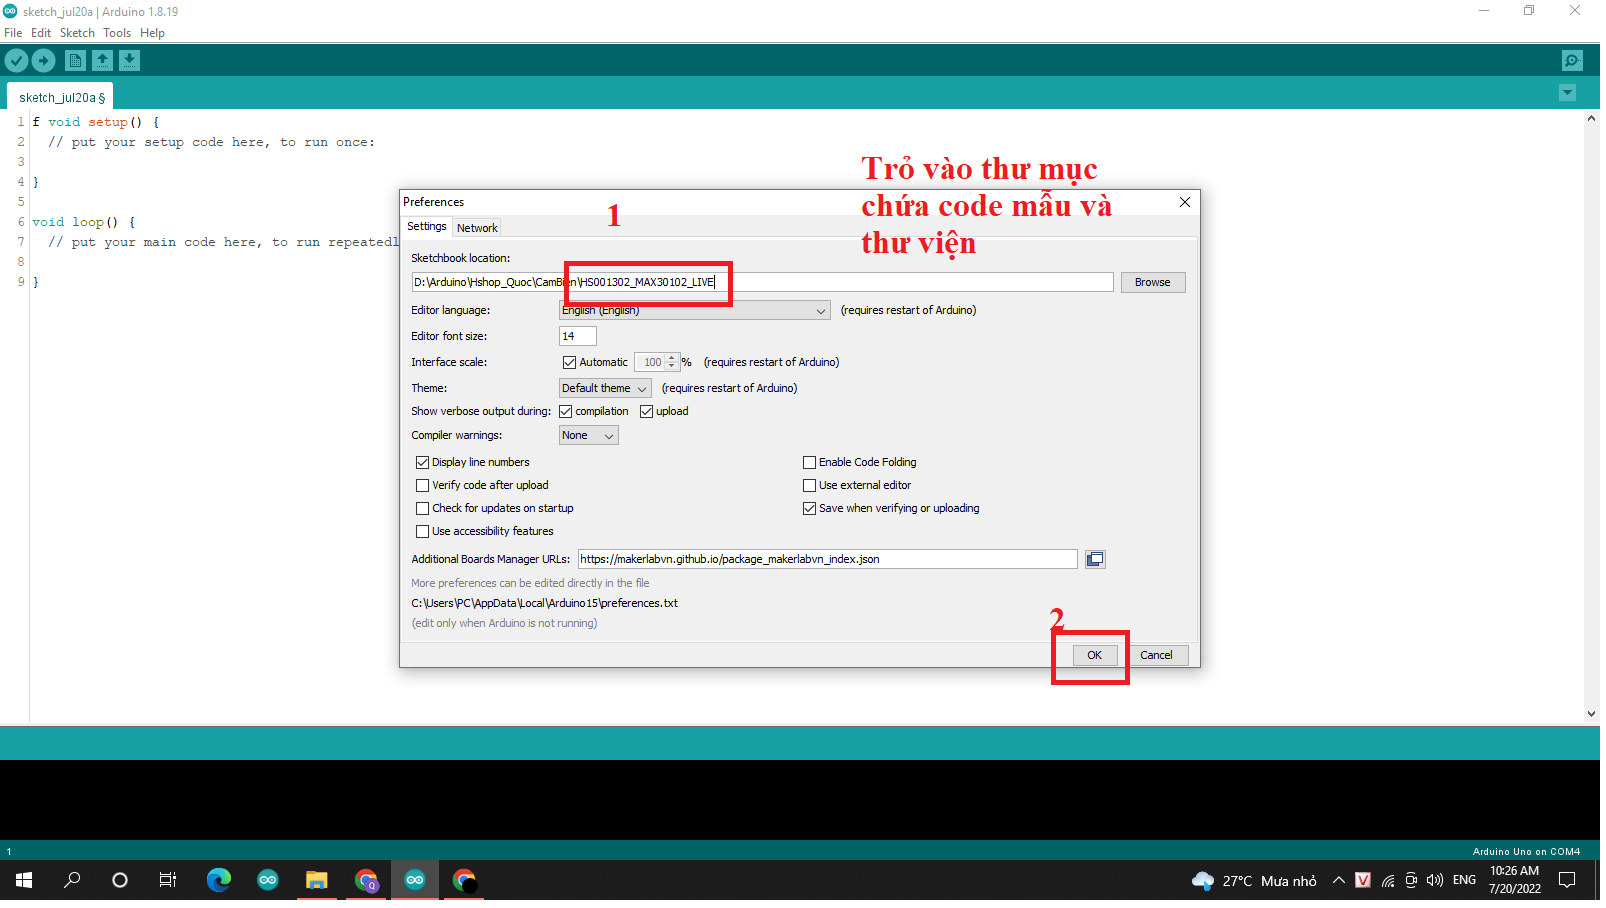 sketch_jul20a | Arduino 1.8.19
File Edit Sketch Tools Help
sketch_jul20a §
1 f void setup() {
2 // put your setup code here, to run once:
3
4 }
5
6 void loop() {
7 // put your main code here, to run repeatedl
8
9 }
Trỏ vào thư mục
chứa code mẫu và
thư viện
Preferences
1
Settings Network
Sketchbook location:
D:\Arduino\Hshop_Quoc\CamBien\HS001302_MAX30102_LIVE Browse
Editor language: English (English) (requires restart of Arduino)
Editor font size: 14
Interface scale: Automatic 100 % (requires restart of Arduino)
Theme: Default theme (requires restart of Arduino)
Show verbose output during: compilation upload
Compiler warnings: None
Display line numbers Enable Code Folding
Verify code after upload Use external editor
Check for updates on startup Save when verifying or uploading
Use accessibility features
Additional Boards Manager URLs: https://makerlabvn.github.io/package_makerlabvn_index.json
More preferences can be edited directly in the file
C:\Users\PC\AppData\Local\Arduino15\preferences.txt
(edit only when Arduino is not running)
2
OK Cancel
1 Arduino Uno on COM4
Q 27°C Mưa nhỏ V ENG 10:26 AM
7/20/2022